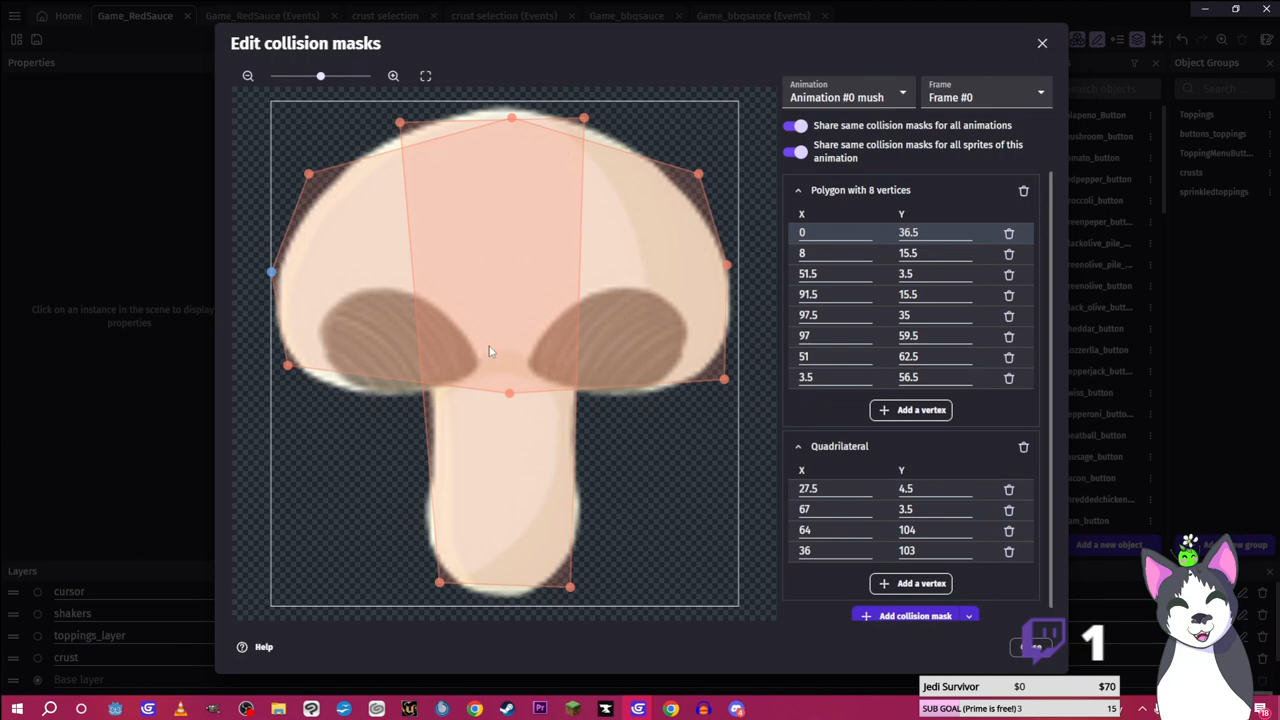 Home
Game_RedSauce
Game_RedSauce (Events)
crust selection
crust selection (Events)
Game_bbqsauce
Game_bbqsauce (Events)
Properties
Click on an instance in the scene to display
properties
Edit collision masks
Animation
Animation #0 mush
Frame
Frame #0
Share same collision masks for all animations
Share same collision masks for all sprites of this
animation
Polygon with 8 vertices
X Y
0 36.5
8 15.5
51.5 3.5
91.5 15.5
97.5 35
97 59.5
51 62.5
3.5 56.5
Add a vertex
Quadrilateral
X Y
27.5 4.5
67 3.5
64 104
36 103
Add a vertex
Add collision mask
Help
Object Groups
Search ...
Toppings
buttons_toppings
ToppingMenuButt...
crusts
sprinkledtoppings
Add a new object
Layers
cursor
shakers
toppings_layer
crust
Base layer
1
Jedi Survivor $0 $70
SUB GOAL (Prime is free!) 3 15
18